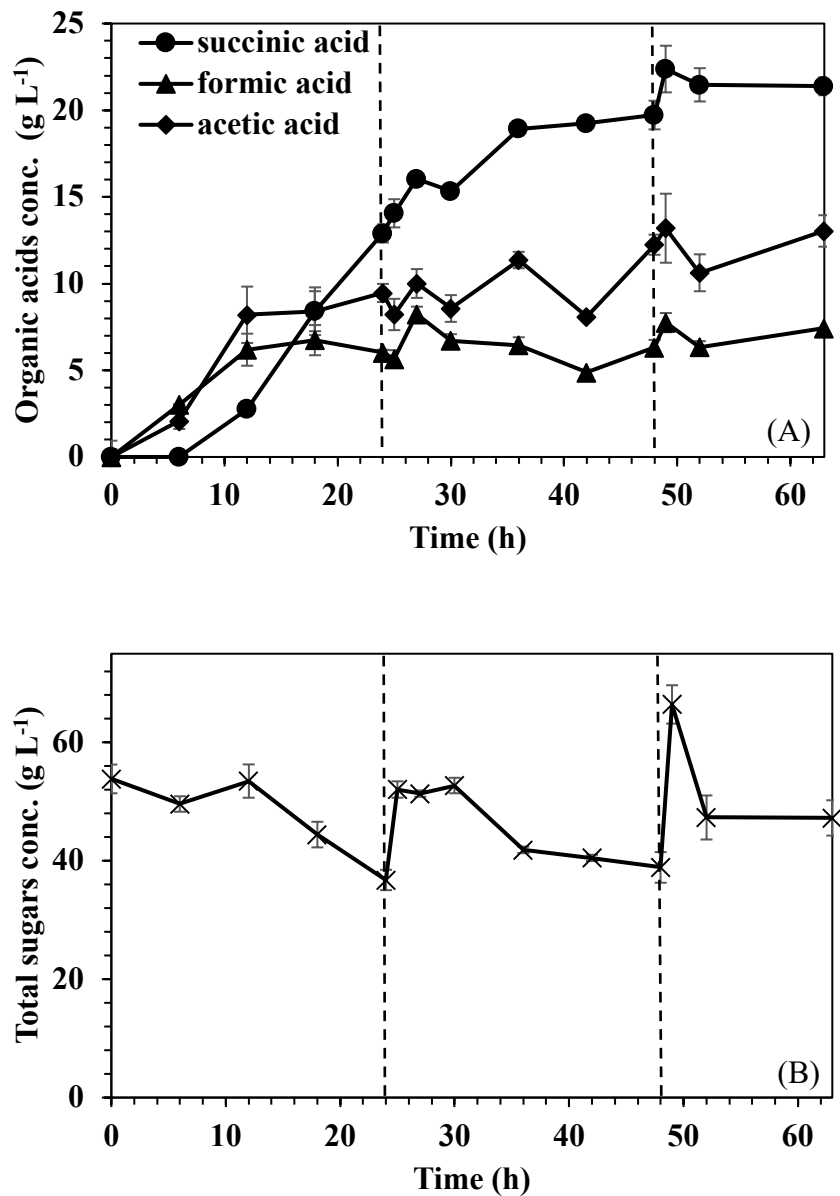 Organic acids conc. (g L⁻¹)
25
20
15
10
5
0
succinic acid
formic acid
acetic acid
(A)
0 10 20 30 40 50 60
Time (h)
Total sugars conc. (g L⁻¹)
60
40
20
0
(B)
0 10 20 30 40 50 60
Time (h)